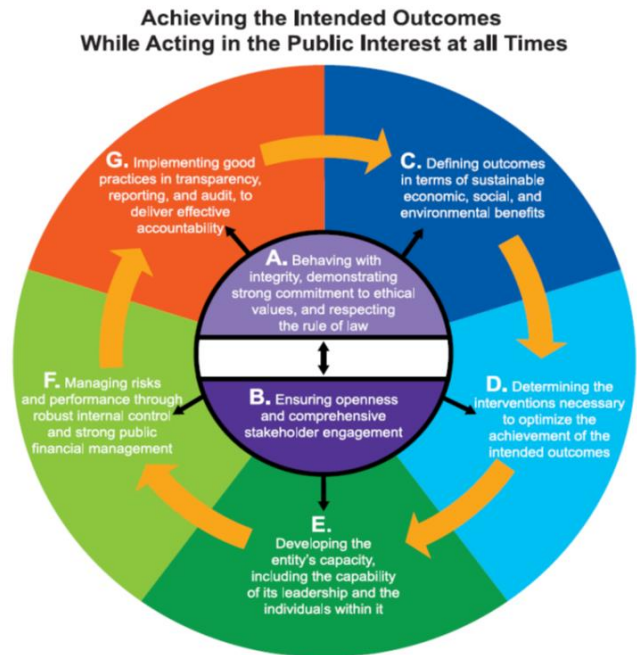 Achieving the Intended Outcomes
While Acting in the Public Interest at all Times
G. Implementing good
practices in transparency,
reporting, and audit, to
deliver effective
accountability
C. Defining outcomes
in terms of sustainable
economic, social, and
environmental benefits
A. Behaving with
integrity, demonstrating
strong commitment to ethical
values, and respecting
the rule of law
B. Ensuring openness
and comprehensive
stakeholder engagement
F. Managing risks
and performance through
robust internal control
and strong public
financial management
D. Determining the
interventions necessary
to optimize the
achievement of the
intended outcomes
E.
Developing the
entity's capacity,
including the capability
of its leadership and the
individuals within it